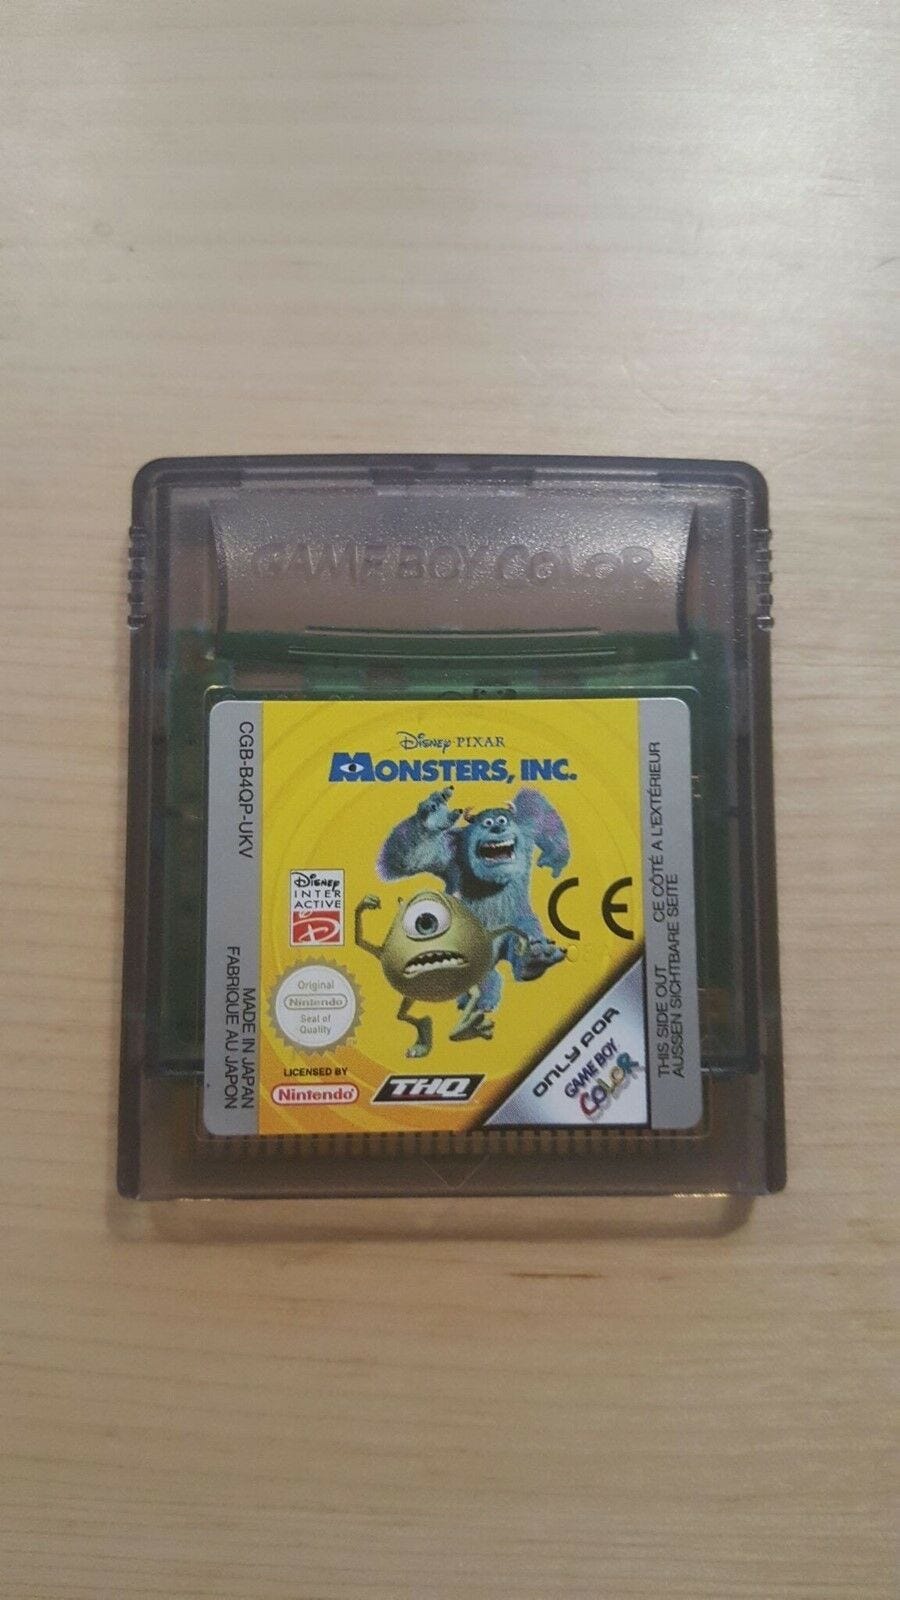 GAME BOY COLOR
CGB-B4QP-UKV
MADE IN JAPAN
FABRIQUE AU JAPON
Disney·PIXAR
MONSTERS, INC.
Disney
INTER
ACTIVE
CE
Original
Nintendo
Seal of
Quality
LICENSED BY
Nintendo
THQ
ONLY FOR
GAME BOY
COLOR
THIS SIDE OUT CE COTÉ À L'EXTÉRIEUR
AUSSEN SICHTBARE SEITE